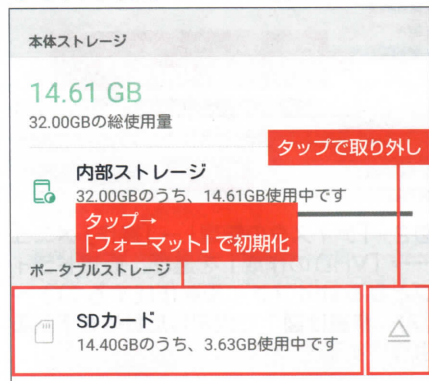 本体ストレージ
14.61 GB
32.00GBの総使用量
タップで取り外し
内部ストレージ
32.00GBのうち、14.61GB使用中です
タップ→
「フォーマット」で初期化
ポータブルストレージ
SDカード
14.40GBのうち、3.63GB使用中です